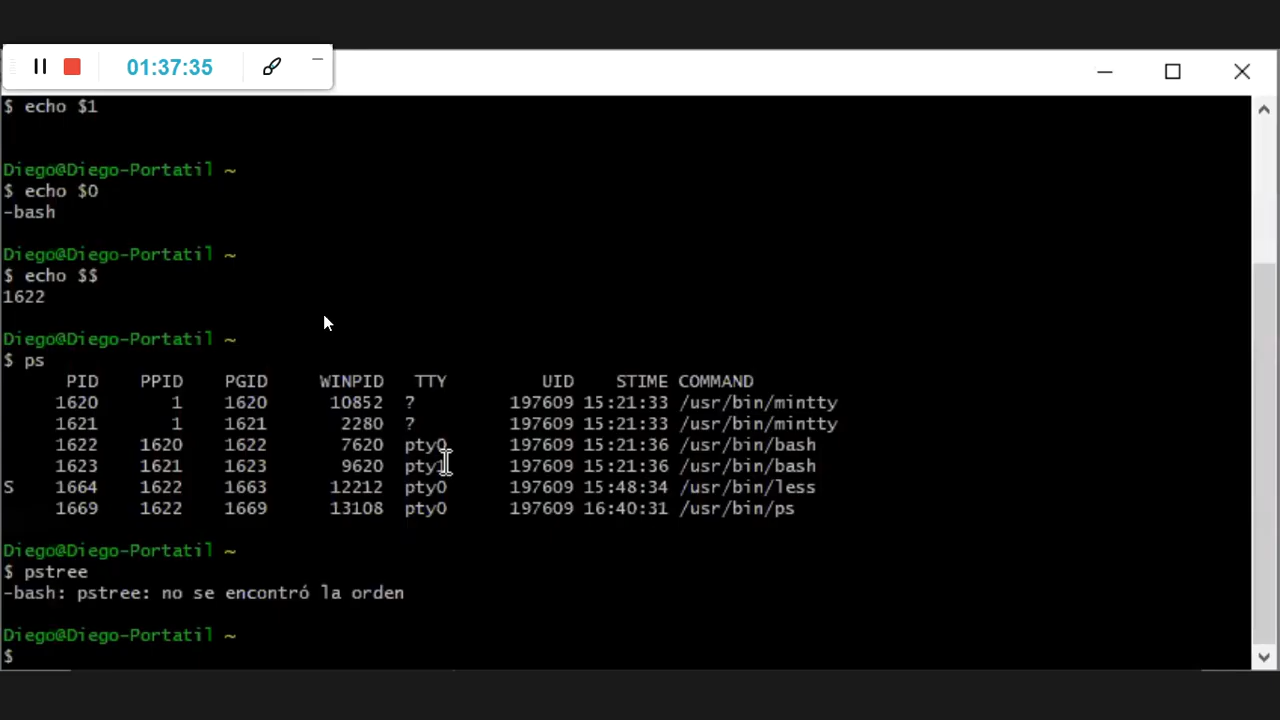 01:37:35
$ echo $1
Diego@Diego-Portatil ~
$ echo $0
-bash
Diego@Diego-Portatil ~
$ echo $$
1622
Diego@Diego-Portatil ~
$ ps
PID PPID PGID WINPID TTY UID STIME COMMAND
1620 1 1620 10852 ? 197609 15:21:33 /usr/bin/mintty
1621 1 1621 2280 ? 197609 15:21:33 /usr/bin/mintty
1622 1620 1622 7620 pty0 197609 15:21:36 /usr/bin/bash
1623 1621 1623 9620 pty1 197609 15:21:36 /usr/bin/bash
S 1664 1622 1663 12212 pty0 197609 15:48:34 /usr/bin/less
1669 1622 1669 13108 pty0 197609 16:40:31 /usr/bin/ps
Diego@Diego-Portatil ~
$ pstree
-bash: pstree: no se encontró la orden
Diego@Diego-Portatil ~
$